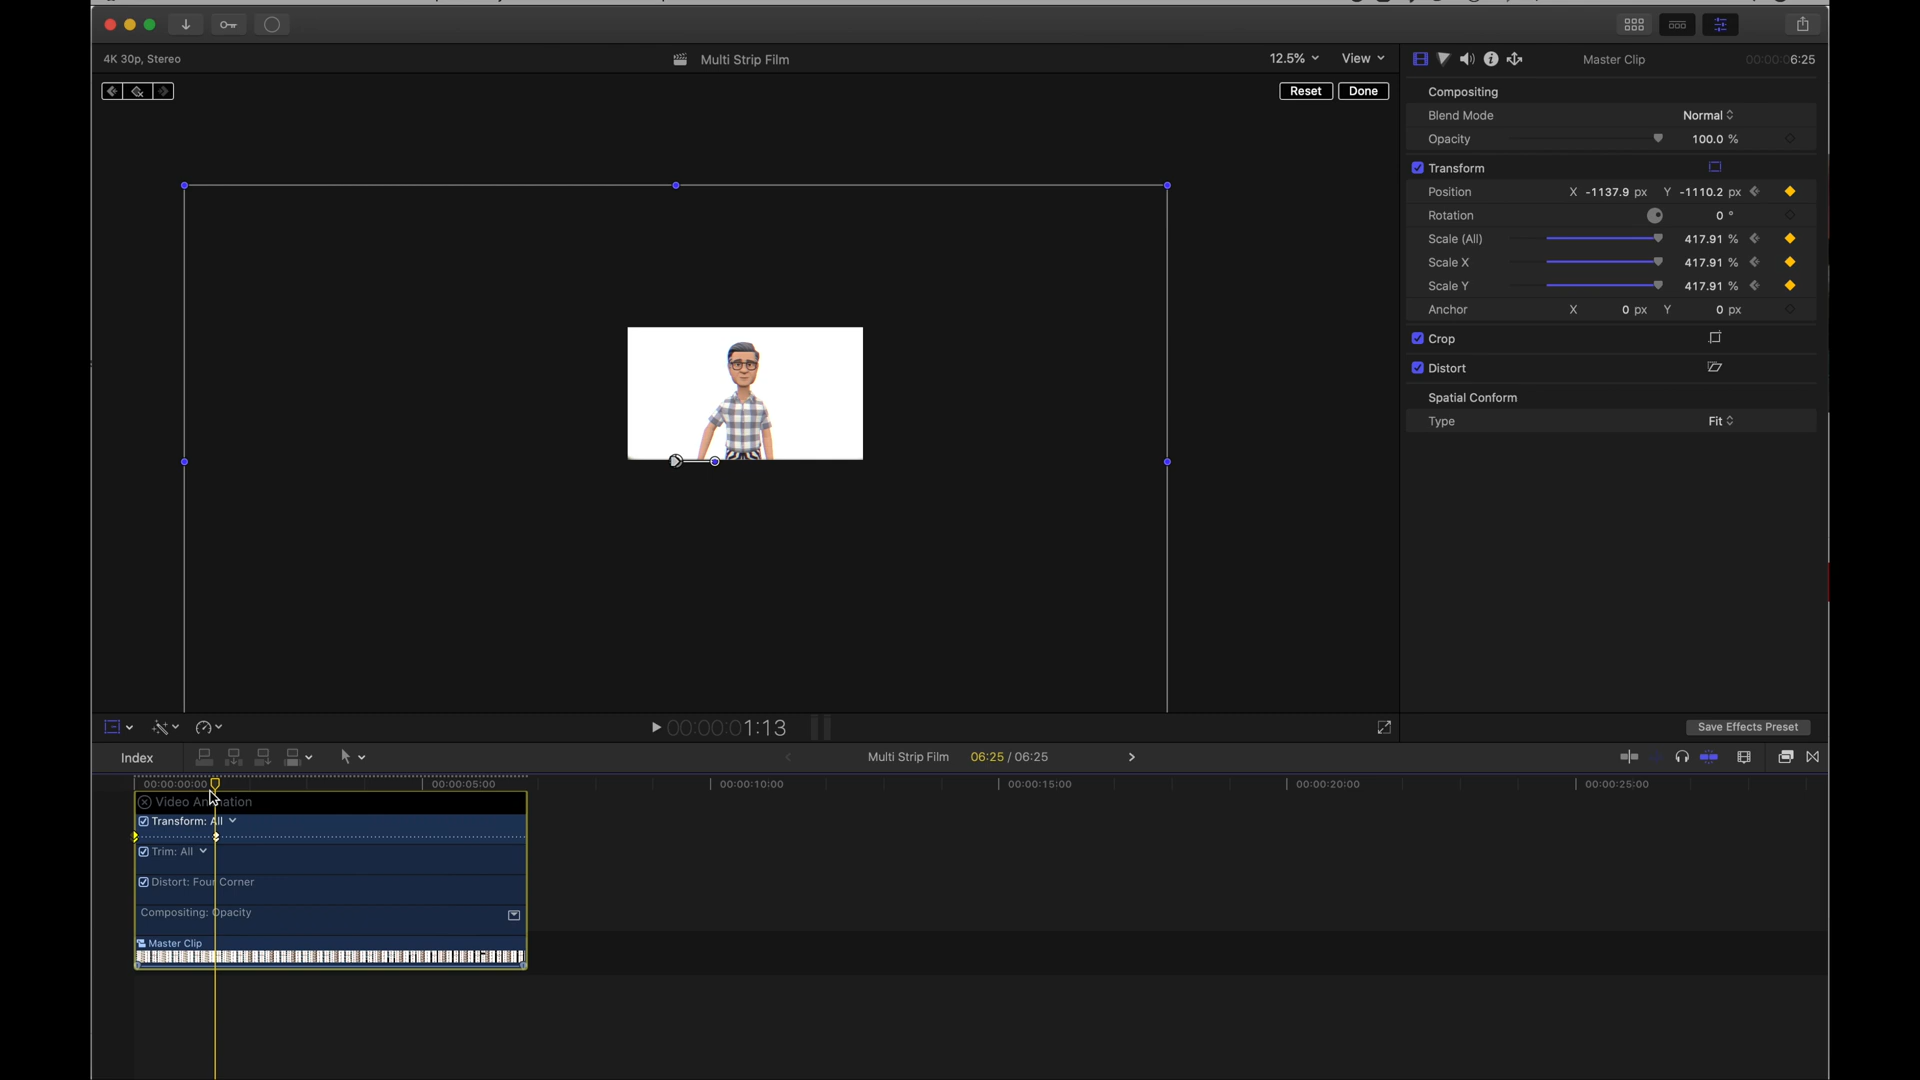 4K 30p, Stereo
Multi Strip Film
12.5%
View
Master Clip
00:00:06:25
Reset
Done
Compositing
Blend Mode
Normal
Opacity
100.0 %
Transform
Position
X -1137.9 px Y -1110.2 px
Rotation
0 °
Scale (All)
417.91 %
Scale X
417.91 %
Scale Y
417.91 %
Anchor
X 0 px Y 0 px
Crop
Distort
Spatial Conform
Type
Fit
00:00:01:13
Save Effects Preset
Index
Multi Strip Film
06:25 / 06:25
00:00:00:00
00:00:05:00
00:00:10:00
00:00:15:00
00:00:20:00
00:00:25:00
Video Animation
Transform: All
Trim: All
Distort: Four Corner
Compositing: Opacity
Master Clip